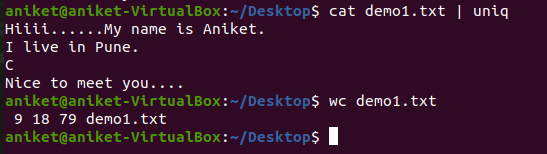 aniket@aniket-VirtualBox:~/Desktop$ cat demo1.txt | uniq
Hiiii......My name is Aniket.
I live in Pune.
C
Nice to meet you....
aniket@aniket-VirtualBox:~/Desktop$ wc demo1.txt
 9 18 79 demo1.txt
aniket@aniket-VirtualBox:~/Desktop$